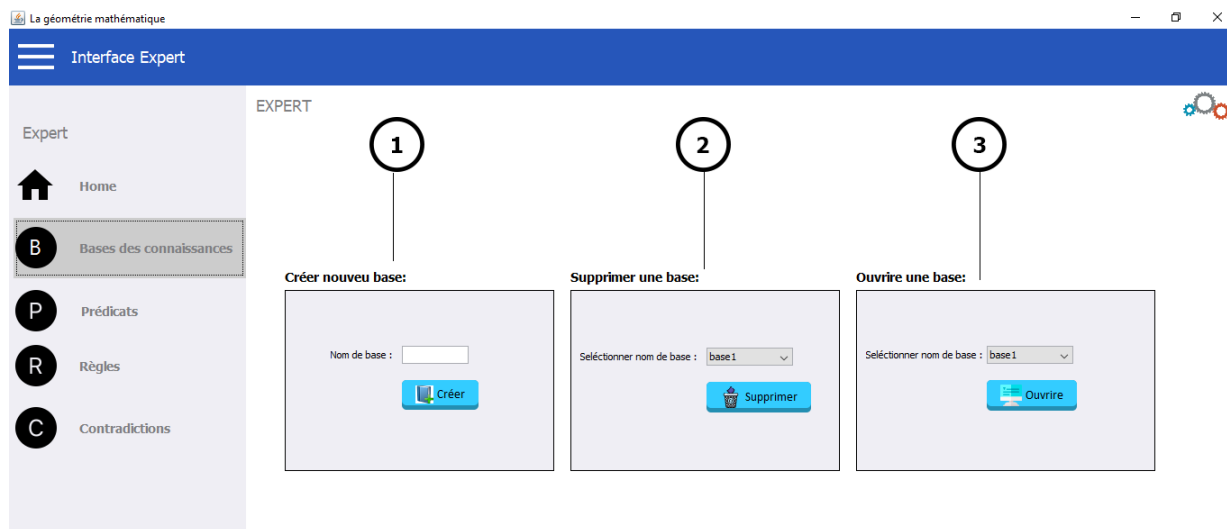 La géométrie mathématique
Interface Expert
EXPERT
Expert
Home
B Bases des connaissances
P Prédicats
R Règles
C Contradictions
1
2
3
Créer nouveu base:
Nom de base :
Créer
Supprimer une base:
Seléctionner nom de base : base1
Supprimer
Ouvrire une base:
Seléctionner nom de base : base1
Ouvrire